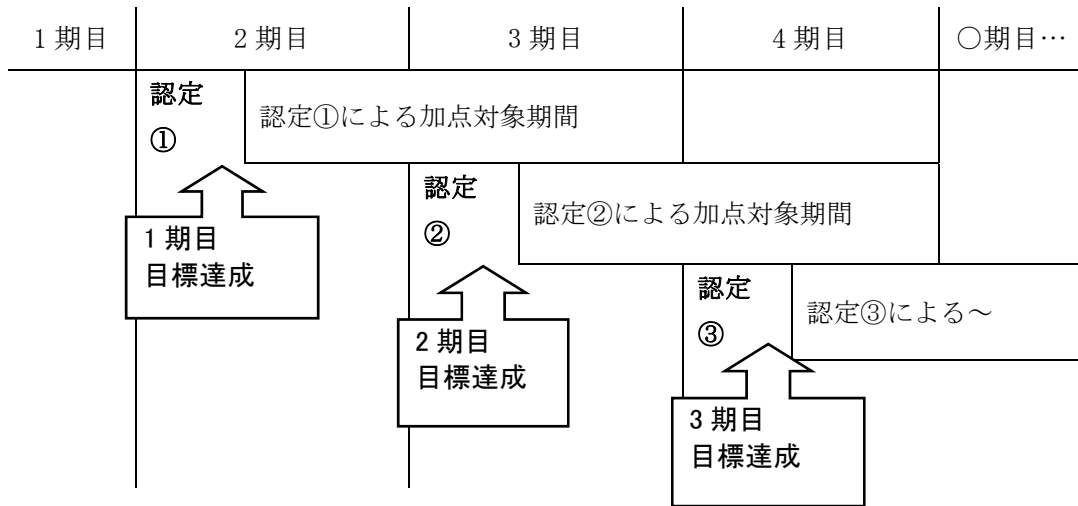 1期目 2期目 3期目 4期目 ○期目…
認定
①
認定①による加点対象期間
1期目
目標達成
認定
②
認定②による加点対象期間
2期目
目標達成
認定
③
認定③による～
3期目
目標達成